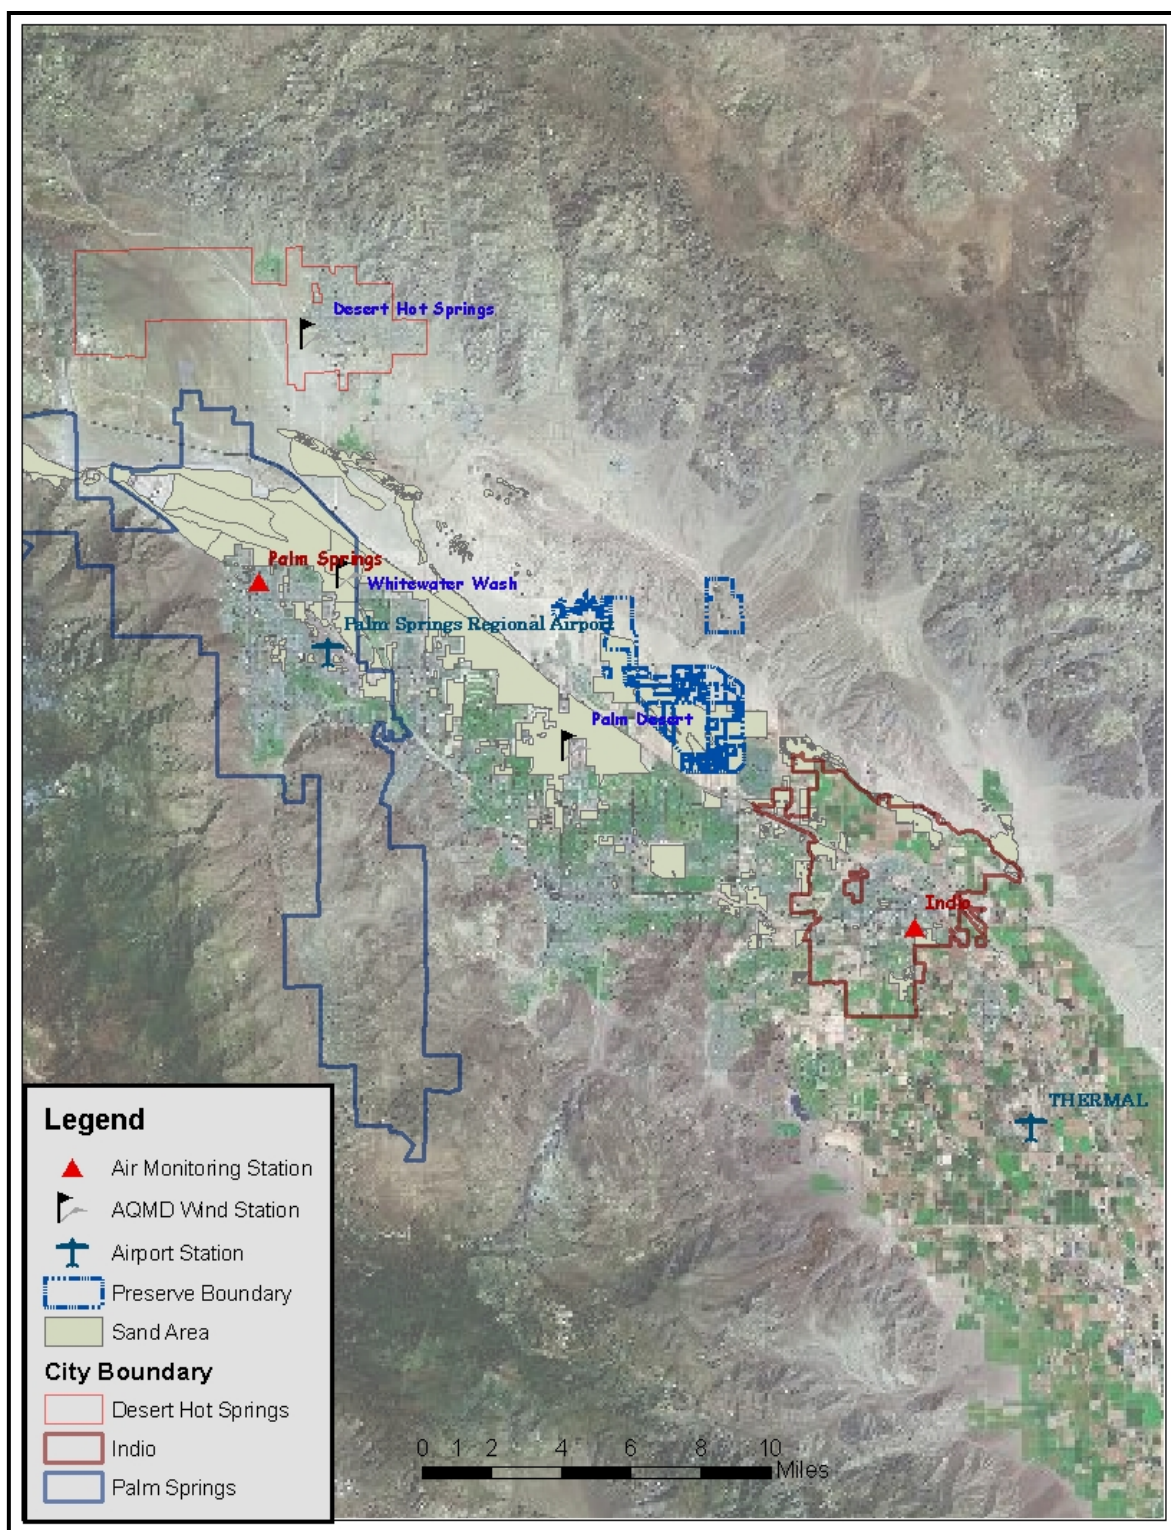 Desert Hot Springs
Palm Springs
Whitewater Wash
Palm Springs Regional Airport
Palm Desert
Indio
THERMAL
Legend
Air Monitoring Station
AQMD Wind Station
Airport Station
Preserve Boundary
Sand Area
City Boundary
Desert Hot Springs
Indio
Palm Springs
0 1 2 4 6 8 10
Miles